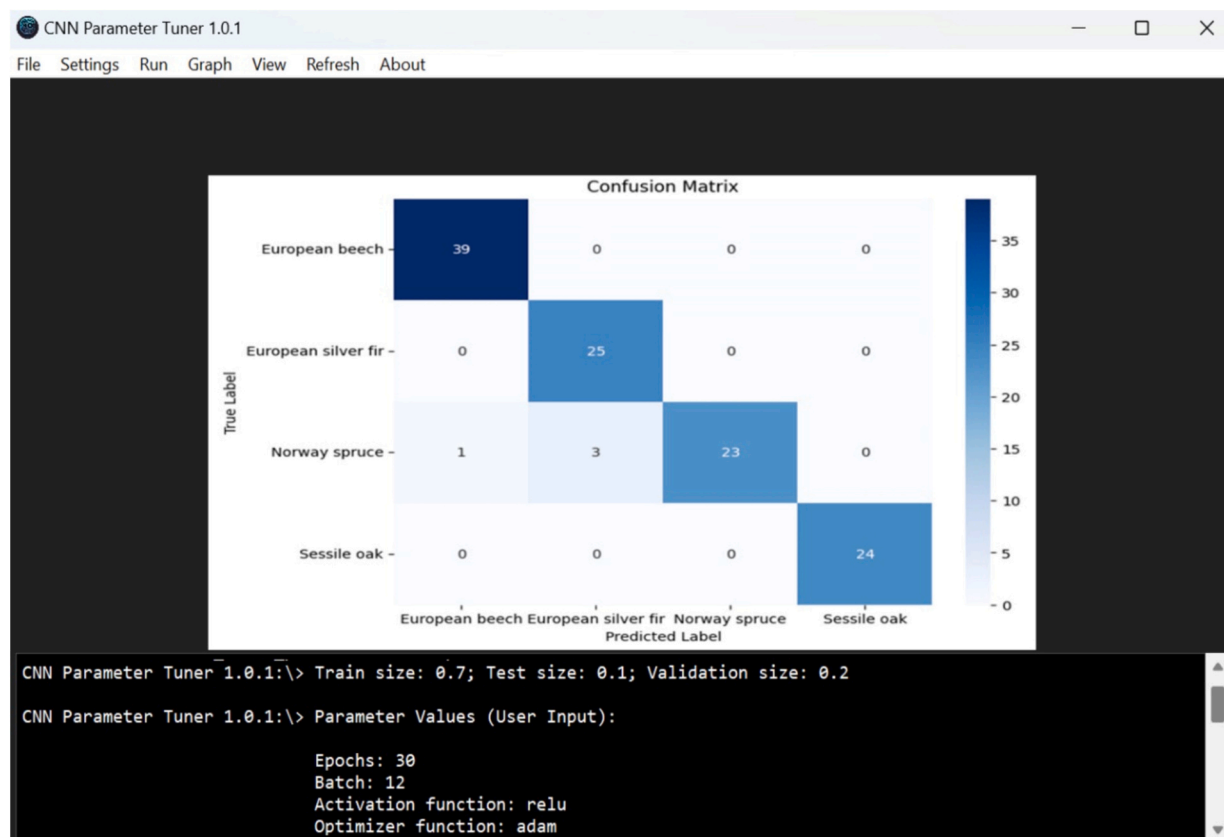 CNN Parameter Tuner 1.0.1
File Settings Run Graph View Refresh About
Confusion Matrix
European beech 39 0 0 0
European silver fir 0 25 0 0
Norway spruce 1 3 23 0
Sessile oak 0 0 0 24
True Label
European beech European silver fir Norway spruce Sessile oak
Predicted Label
35
30
25
20
15
10
5
0
CNN Parameter Tuner 1.0.1:\> Train size: 0.7; Test size: 0.1; Validation size: 0.2
CNN Parameter Tuner 1.0.1:\> Parameter Values (User Input):
Epochs: 30
Batch: 12
Activation function: relu
Optimizer function: adam